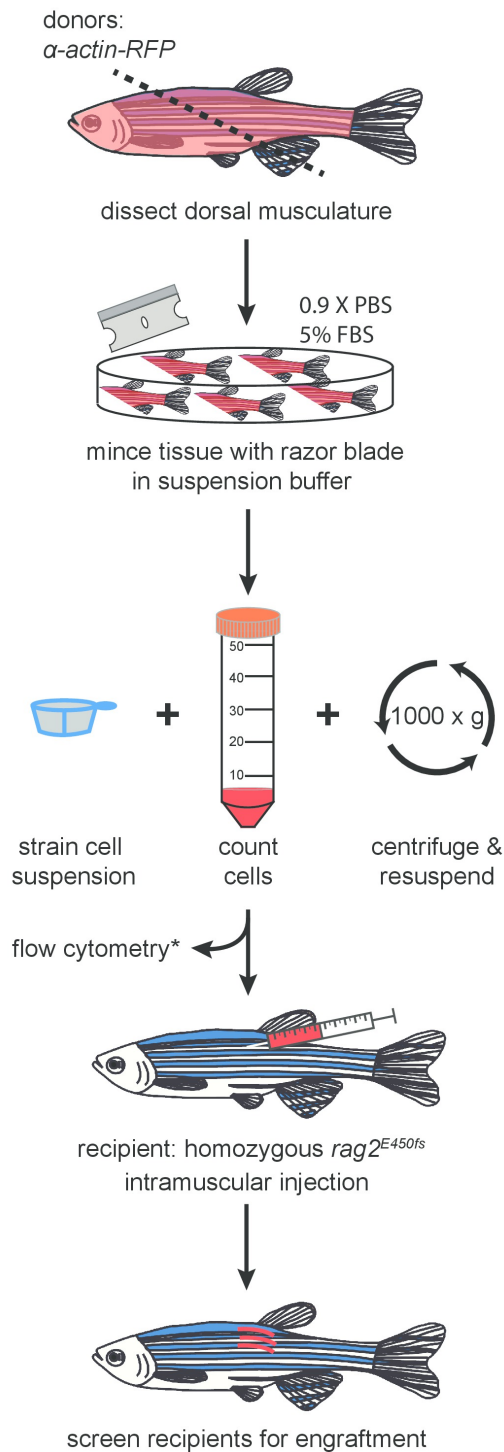 donors:
α-actin-RFP
dissect dorsal musculature
0.9 X PBS
5% FBS
mince tissue with razor blade
in suspension buffer
50
40
30
20
10
+
+
1000 x g
strain cell
suspension
count
cells
centrifuge &
resuspend
flow cytometry*
recipient: homozygous rag2E450fs
intramuscular injection
screen recipients for engraftment